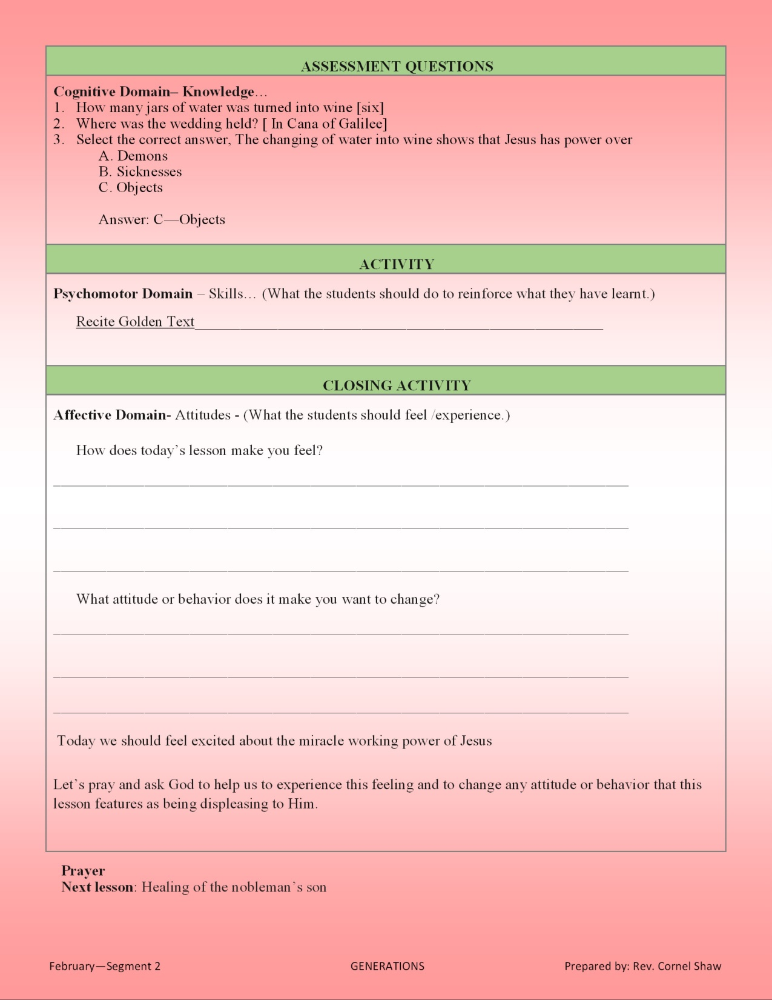 ASSESSMENT QUESTIONS
Cognitive Domain– Knowledge…
1. How many jars of water was turned into wine [six]
2. Where was the wedding held? [ In Cana of Galilee]
3. Select the correct answer, The changing of water into wine shows that Jesus has power over
A. Demons
B. Sicknesses
C. Objects
Answer: C—Objects
ACTIVITY
Psychomotor Domain – Skills… (What the students should do to reinforce what they have learnt.)
Recite Golden Text
CLOSING ACTIVITY
Affective Domain- Attitudes - (What the students should feel /experience.)
How does today’s lesson make you feel?
What attitude or behavior does it make you want to change?
Today we should feel excited about the miracle working power of Jesus
Let’s pray and ask God to help us to experience this feeling and to change any attitude or behavior that this
lesson features as being displeasing to Him.
Prayer
Next lesson: Healing of the nobleman’s son
February—Segment 2 GENERATIONS Prepared by: Rev. Cornel Shaw